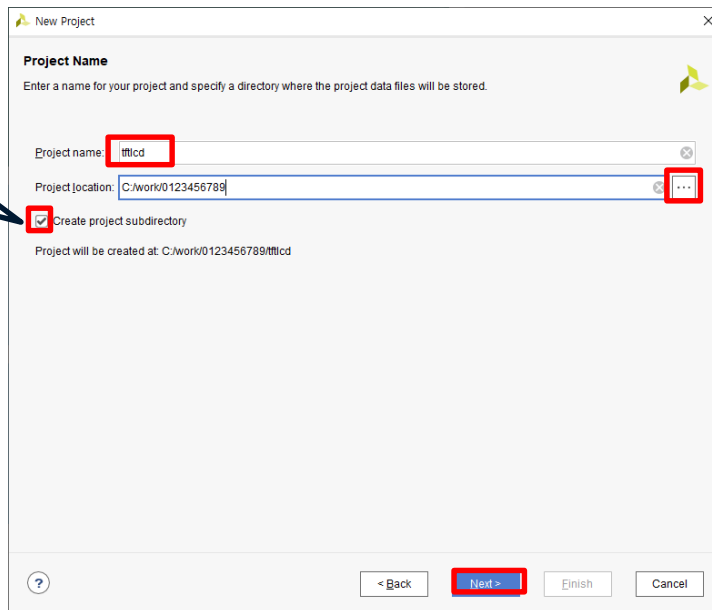 New Project
Project Name
Enter a name for your project and specify a directory where the project data files will be stored.
Project name: tftlcd
Project location: C:/work/0123456789
...
Create project subdirectory
Project will be created at: C:/work/0123456789/tftlcd
?
< Back
Next >
Finish
Cancel